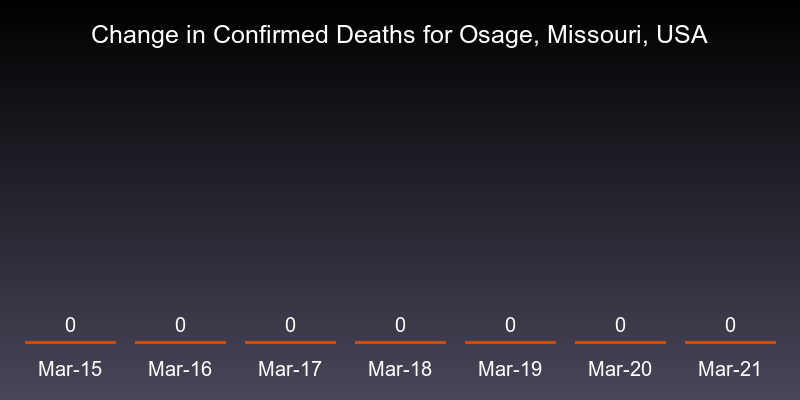 Change in Confirmed Deaths for Osage, Missouri, USA
0 0 0 0 0 0 0
Mar-15 Mar-16 Mar-17 Mar-18 Mar-19 Mar-20 Mar-21